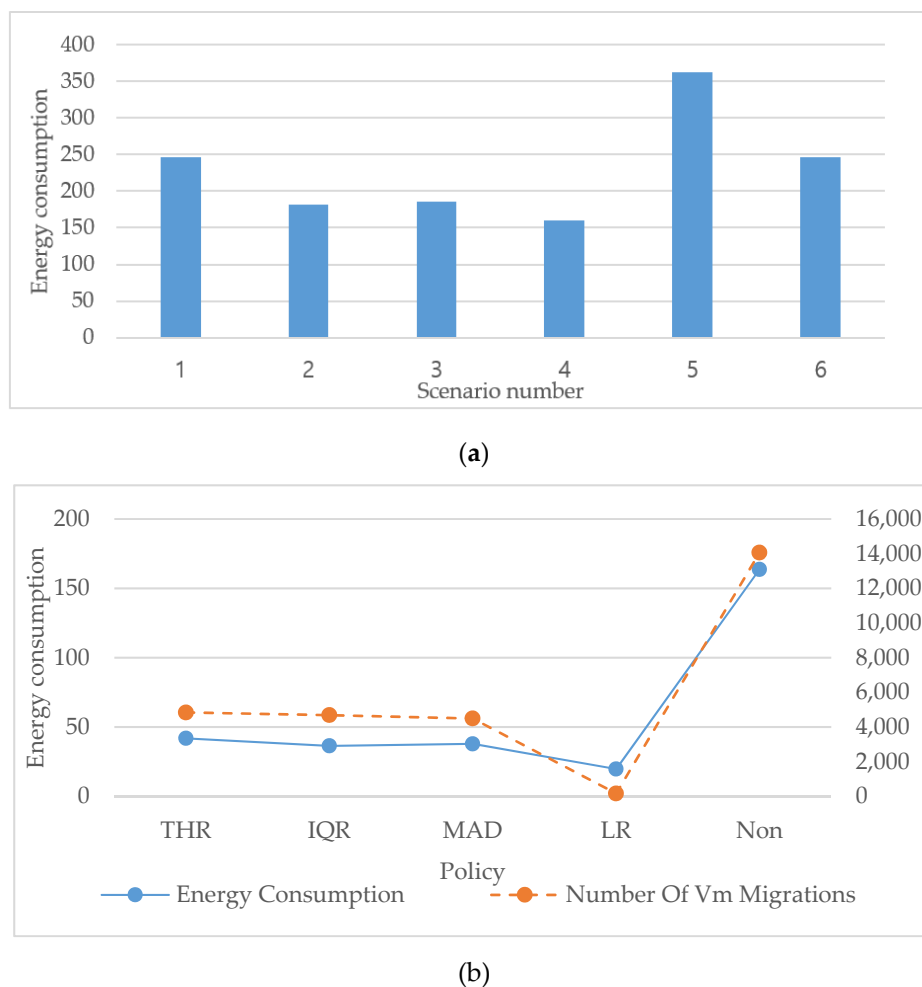 400
350
300
250
200
150
100
50
0
Energy consumption
1 2 3 4 5 6
Scenario number
(a)
200
150
100
50
0
Energy consumption
16,000
14,000
12,000
10,000
8,000
6,000
4,000
2,000
0
THR IQR MAD LR Non
Policy
Energy Consumption Number Of Vm Migrations
(b)